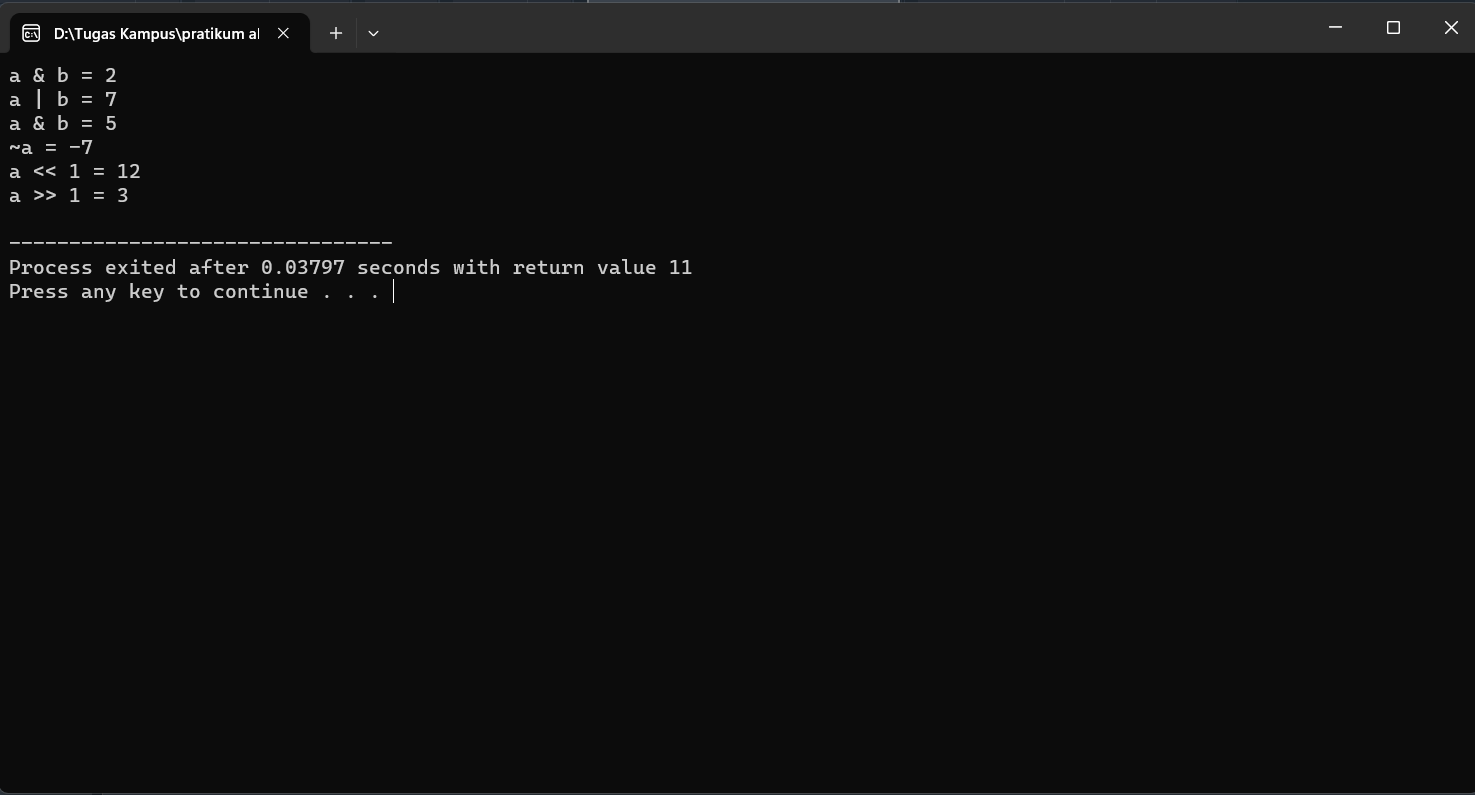 D:\Tugas Kampus\pratikum al
a & b = 2
a | b = 7
a & b = 5
~a = -7
a << 1 = 12
a >> 1 = 3
--------------------------------
Process exited after 0.03797 seconds with return value 11
Press any key to continue . . .